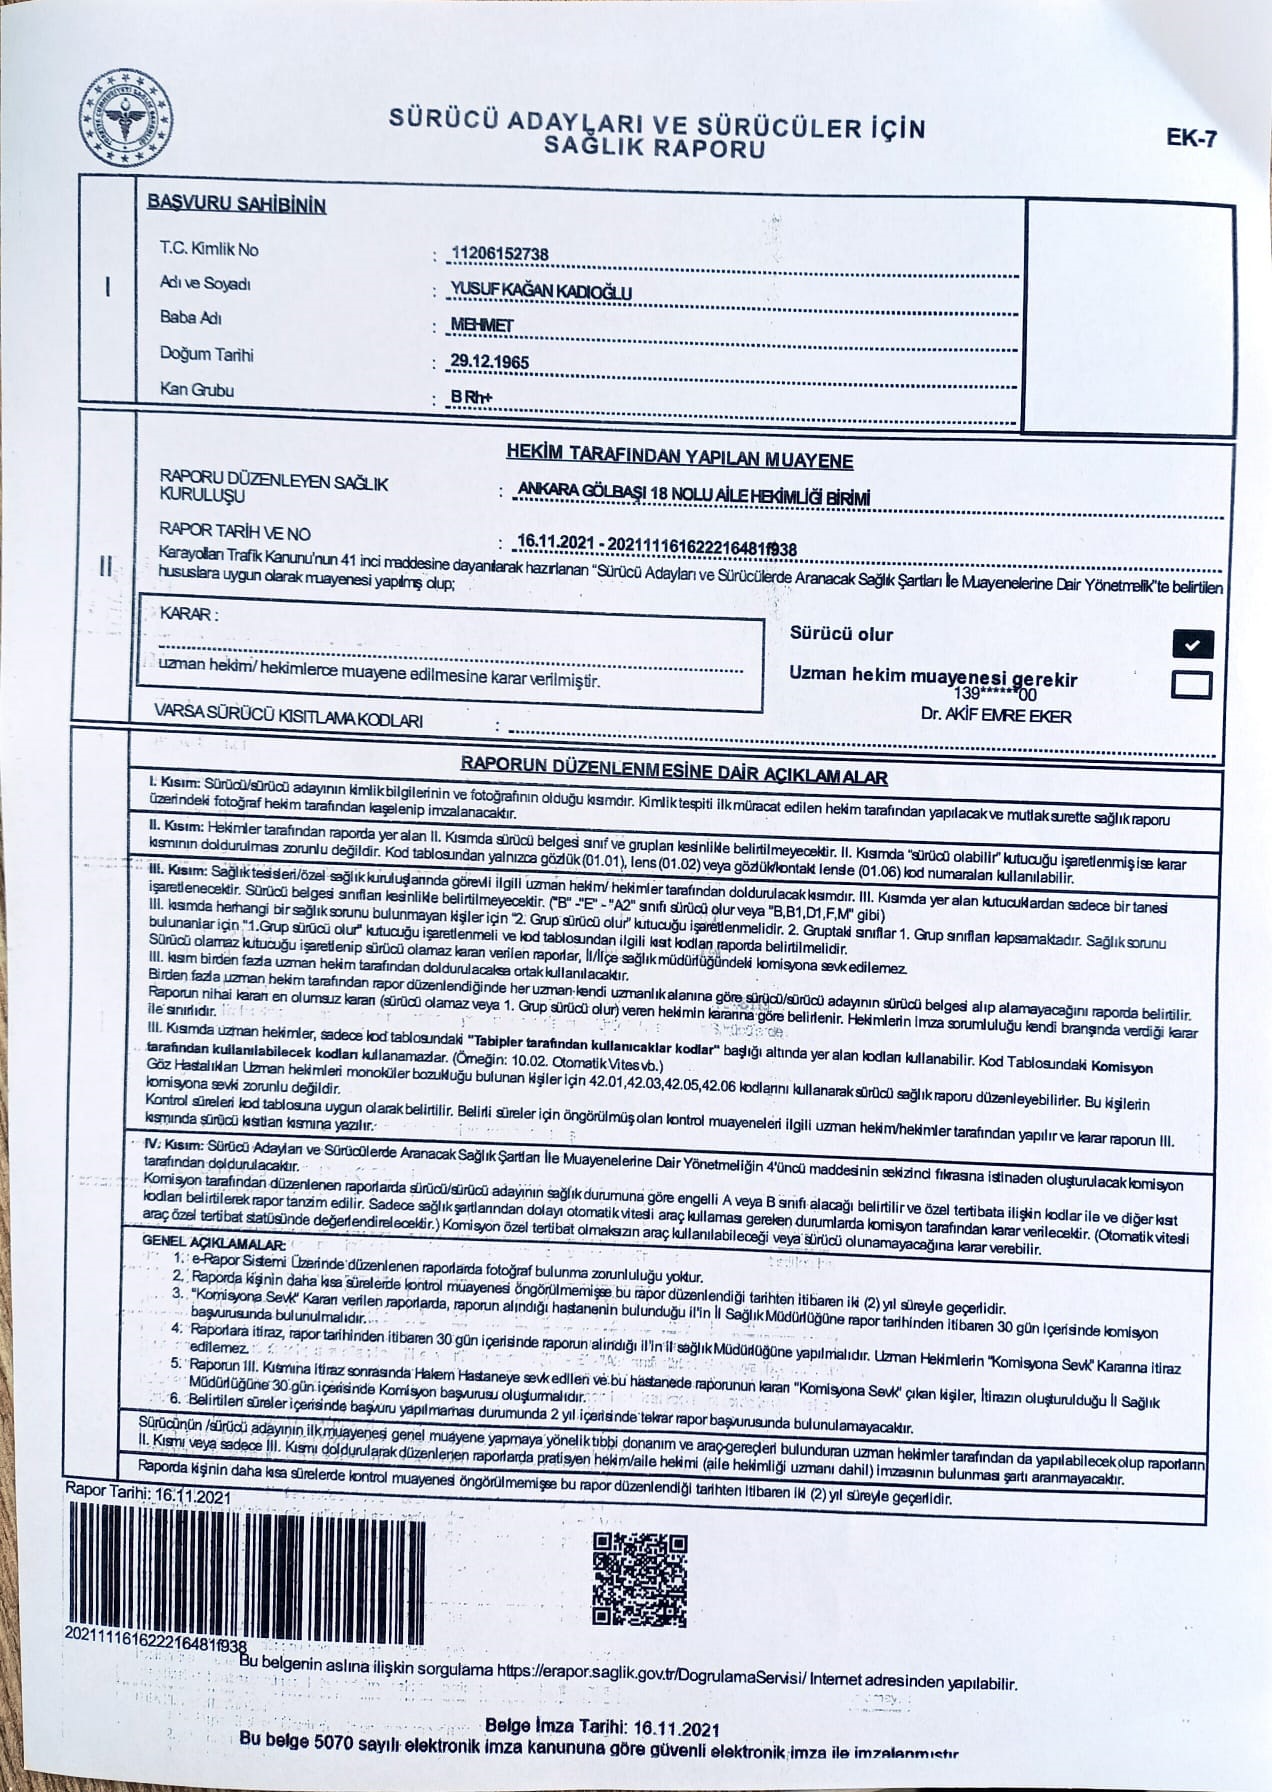 SÜRÜCÜ ADAYLARI VE SÜRÜCÜLER İÇİN
SAĞLIK RAPORU
EK-7
I
BAŞVURU SAHİBİNİN
T.C. Kimlik No : 11206152738
Adı ve Soyadı : YUSUF KAĞAN KADIOĞLU
Baba Adı : MEHMET
Doğum Tarihi : 29.12.1965
Kan Grubu : B Rh+
II
HEKİM TARAFINDAN YAPILAN MUAYENE
RAPORU DÜZENLEYEN SAĞLIK
KURULUŞU : ANKARA GÖLBAŞI 18 NOLU AİLE HEKİMLİĞİ BİRİMİ
RAPOR TARİH VE NO : 16.11.2021 - 202111161622216481f938
Karayolları Trafik Kanunu'nun 41 inci maddesine dayanılarak hazırlanan "Sürücü Adayları ve Sürücülerde Aranacak Sağlık Şartları İle Muayenelerine Dair Yönetmelik"te belirtilen
hususlara uygun olarak muayenesi yapılmış olup;
KARAR :
uzman hekim/ hekimlerce muayene edilmesine karar verilmiştir.
Sürücü olur
Uzman hekim muayenesi gerekir
139******00
Dr. AKİF EMRE EKER
VARSA SÜRÜCÜ KISITLAMA KODLARI :
RAPORUN DÜZENLENMESİNE DAİR AÇIKLAMALAR
I. Kısım: Sürücü/sürücü adayının kimlik bilgilerinin ve fotoğrafının olduğu kısımdır. Kimlik tespiti ilk müracat edilen hekim tarafından yapılacak ve mutlak surette sağlık raporu
üzerindeki fotoğraf hekim tarafından kaşelenip imzalanacaktır.
II. Kısım: Hekimler tarafından raporda yer alan II. Kısımda sürücü belgesi sınıf ve grupları kesinlikle belirtilmeyecektir. II. Kısımda "sürücü olabilir" kutucuğu işaretlenmiş ise karar
kısmının doldurulması zorunlu değildir. Kod tablosundan yalnızca gözlük (01.01), lens (01.02) veya gözlük/kontakt lensle (01.06) kod numaraları kullanılabilir.
III. Kısım: Sağlık tesisleri/özel sağlık kuruluşlarında görevli ilgili uzman hekim/ hekimler tarafından doldurulacak kısımdır. III. Kısımda yer alan kutucuklardan sadece bir tanesi
işaretlenecektir. Sürücü belgesi sınıfları kesinlikle belirtilmeyecektir. ("B" -"E" - "A2" sınıfı sürücü olur veya "B,B1,D1,F,M" gibi)
III. kısımda herhangi bir sağlık sorunu bulunmayan kişiler için "2. Grup sürücü olur" kutucuğu işaretlenmelidir. 2. Gruptaki sınıflar 1. Grup sınıfları kapsamaktadır. Sağlık sorunu
bulunanlar için "1.Grup sürücü olur" kutucuğu işaretlenmeli ve kod tablosundan ilgili kısıt kodları raporda belirtilmelidir.
Sürücü olamaz kutucuğu işaretlenip sürücü olamaz kararı verilen raporlar, İl/İlçe sağlık müdürlüğündeki komisyona sevk edilemez.
III. kısım birden fazla uzman hekim tarafından doldurulacaksa ortak kullanılacaktır.
Birden fazla uzman hekim tarafından rapor düzenlendiğinde her uzman kendi uzmanlık alanına göre sürücü/sürücü adayının sürücü belgesi alıp alamayacağını raporda belirtilir.
Raporun nihai kararı en olumsuz kararı (sürücü olamaz veya 1. Grup sürücü olur) veren hekimin kararına göre belirlenir. Hekimlerin imza sorumluluğu kendi branşında verdiği karar
ile sınırlıdır.
III. Kısımda uzman hekimler, sadece kod tablosundaki "Tabipler tarafından kullanıcaklar kodlar" başlığı altında yer alan kodları kullanabilir. Kod Tablosundaki Komisyon
tarafından kullanılabilecek kodları kullanamazlar. (Örneğin: 10.02. Otomatik Vites vb.)
Göz Hastalıkları Uzman hekimleri monoküler bozukluğu bulunan kişiler için 42.01,42.03,42.05,42.06 kodlarını kullanarak sürücü sağlık raporu düzenleyebilirler. Bu kişilerin
komisyona sevki zorunlu değildir.
Kontrol süreleri kod tablosuna uygun olarak belirtilir. Belirli süreler için öngörülmüş olan kontrol muayeneleri ilgili uzman hekim/hekimler tarafından yapılır ve karar raporun III.
kısmında sürücü kısıtları kısmına yazılır.
IV. Kısım: Sürücü Adayları ve Sürücülerde Aranacak Sağlık Şartları İle Muayenelerine Dair Yönetmeliğin 4'üncü maddesinin sekizinci fıkrasına istinaden oluşturulacak komisyon
tarafından doldurulacaktır.
Komisyon tarafından düzenlenen raporlarda sürücü/sürücü adayının sağlık durumuna göre engelli A veya B sınıfı alacağı belirtilir ve özel tertibata ilişkin kodlar ile ve diğer kısıt
kodları belirtilerek rapor tanzim edilir. Sadece sağlık şartlarından dolayı otomatik vitesli araç kullaması gereken durumlarda komisyon tarafından karar verilecektir. (Otomatik vitesli
araç özel tertibat statüsünde değerlendirelecektir.) Komisyon özel tertibat olmaksızın araç kullanılabileceği veya sürücü olunamayacağına karar verebilir.
GENEL AÇIKLAMALAR:
1. e-Rapor Sistemi Üzerinde düzenlenen raporlarda fotoğraf bulunma zorunluluğu yoktur.
2. Raporda kişinin daha kısa sürelerde kontrol muayenesi öngörülmemişse bu rapor düzenlendiği tarihten itibaren iki (2) yıl süreyle geçerlidir.
3. "Komisyona Sevk" Kararı verilen raporlarda, raporun alındığı hastanenin bulunduğu il'in İl Sağlık Müdürlüğüne rapor tarihinden itibaren 30 gün içerisinde komisyon
başvurusunda bulunulmalıdır.
4. Raporlara itiraz, rapor tarihinden itibaren 30 gün içerisinde raporun alındığı il'in il sağlık Müdürlüğüne yapılmalıdır. Uzman Hekimlerin "Komisyona Sevk" Kararına itiraz
edilemez.
5. Raporun III. Kısmına itiraz sonrasında Hakem Hastaneye sevk edilen ve bu hastanede raporunun kararı "Komisyona Sevk" çıkan kişiler, İtirazın oluşturulduğu İl Sağlık
Müdürlüğüne 30 gün içerisinde Komisyon başvurusu oluşturmalıdır.
6. Belirtilen süreler içerisinde başvuru yapılmaması durumunda 2 yıl içerisinde tekrar rapor başvurusunda bulunulamayacaktır.
Sürücünün /sürücü adayının ilk muayenesi genel muayene yapmaya yönelik tıbbi donanım ve araç-gereçleri bulunduran uzman hekimler tarafından da yapılabilecek olup raporların
II. Kısmı veya sadece III. Kısmı doldurularak düzenlenen raporlarda pratisyen hekim/aile hekimi (aile hekimliği uzmanı dahil) imzasının bulunması şartı aranmayacaktır.
Raporda kişinin daha kısa sürelerde kontrol muayenesi öngörülmemişse bu rapor düzenlendiği tarihten itibaren iki (2) yıl süreyle geçerlidir.
Rapor Tarihi: 16.11.2021
202111161622216481f938
Bu belgenin aslına ilişkin sorgulama https://erapor.saglik.gov.tr/DogrulamaServisi/ Internet adresinden yapılabilir.
Belge İmza Tarihi: 16.11.2021
Bu belge 5070 sayılı elektronik imza kanununa göre güvenli elektronik imza ile imzalanmıştır